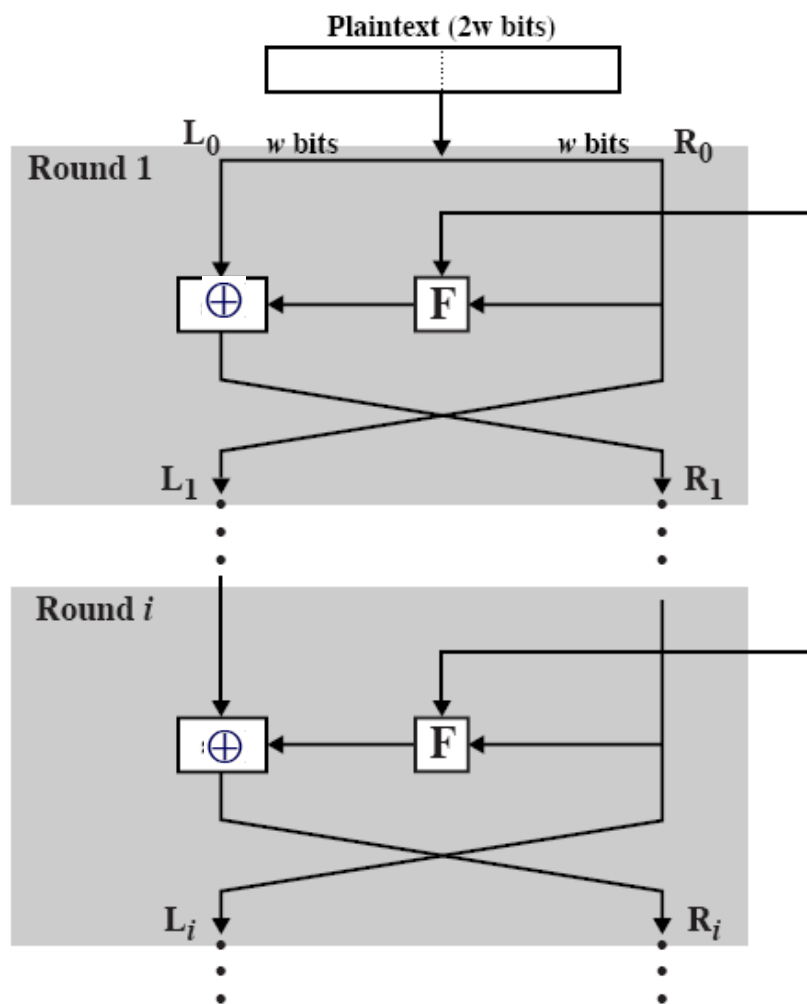 Plaintext (2w bits)
L0 w bits w bits R0
Round 1
⊕ F
L1 R1
Round i
⊕ F
Li Ri